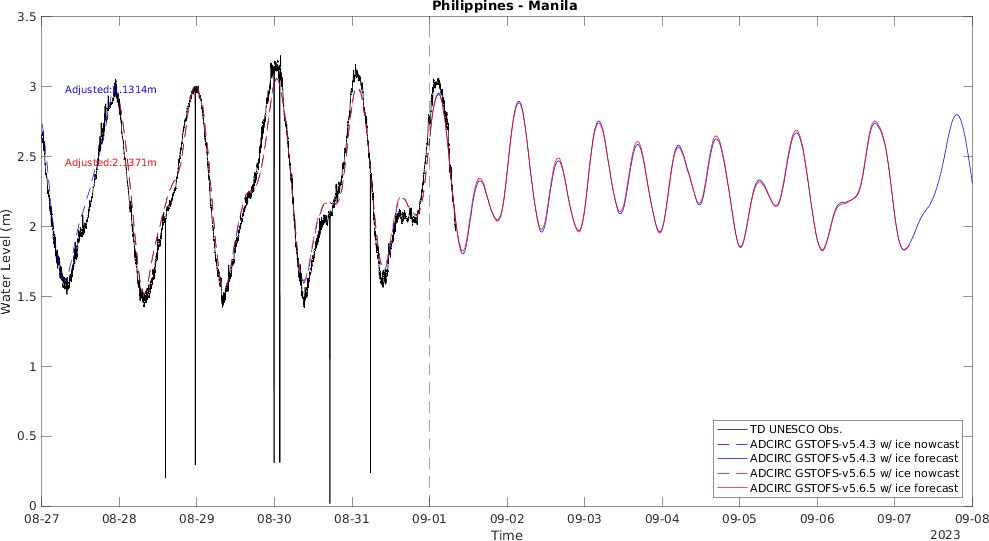 Philippines - Manila
3.5
3
2.5
2
1.5
1
0.5
0
Water Level (m)
Adjusted:2.1314m
Adjusted:2.1371m
TD UNESCO Obs.
ADCIRC GSTOFS-v5.4.3 w/ ice nowcast
ADCIRC GSTOFS-v5.4.3 w/ ice forecast
ADCIRC GSTOFS-v5.6.5 w/ ice nowcast
ADCIRC GSTOFS-v5.6.5 w/ ice forecast
08-27 08-28 08-29 08-30 08-31 09-01 09-02 09-03 09-04 09-05 09-06 09-07 09-08
Time
2023